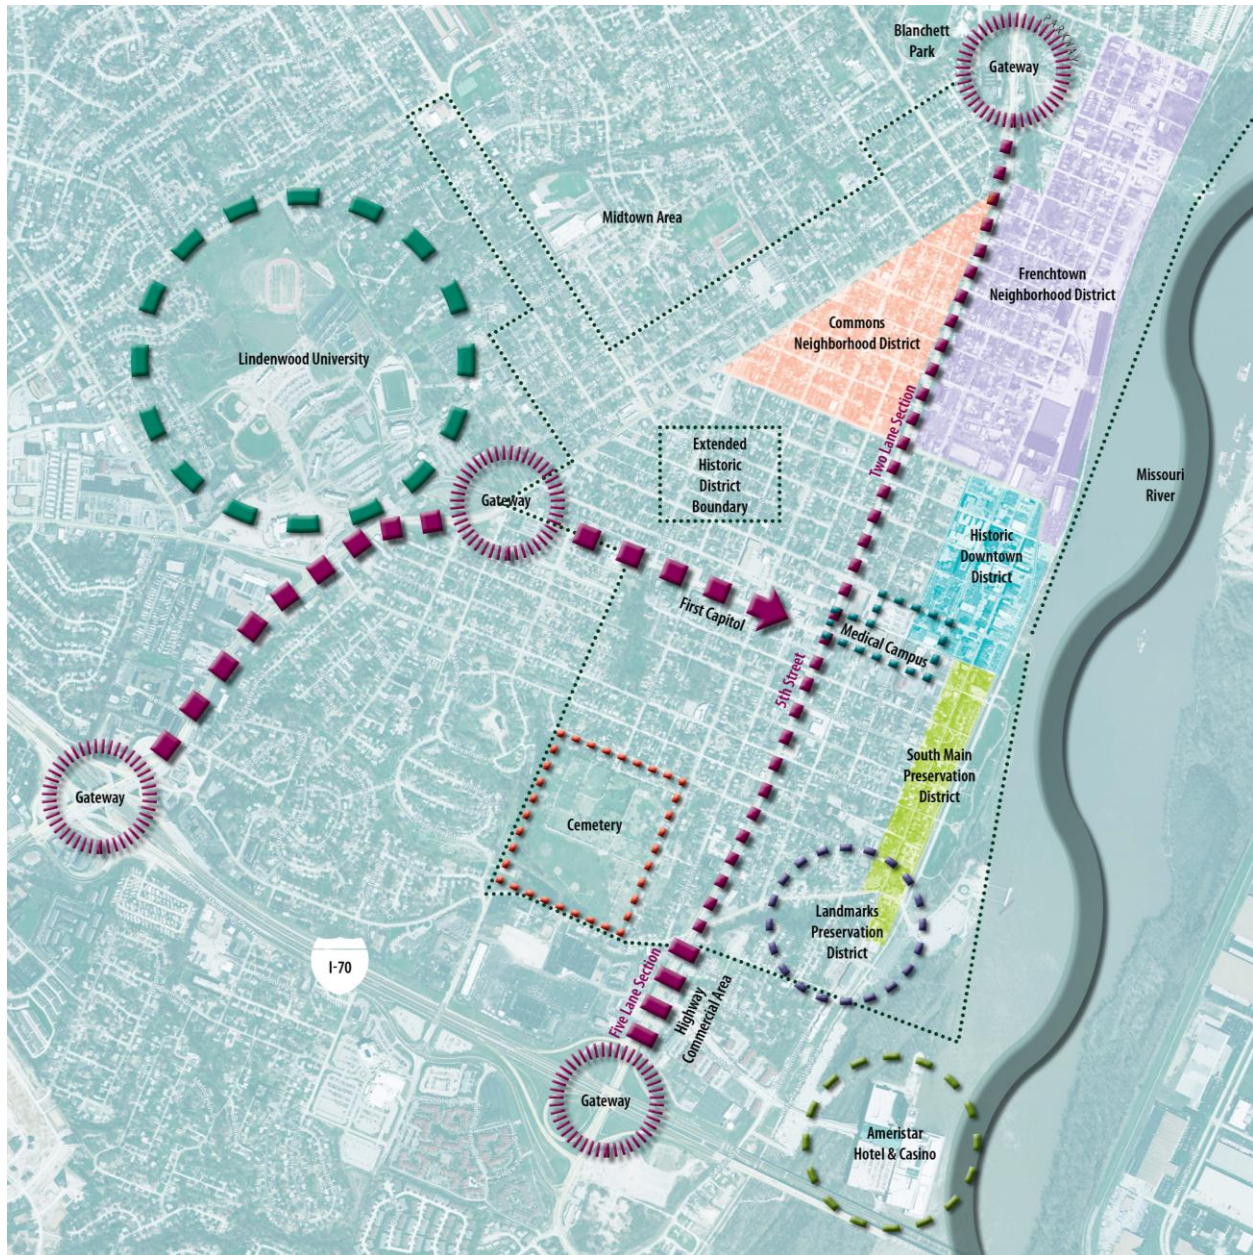 Blanchett
Park
PARKWAY
Gateway
Midtown Area
Frenchtown
Neighborhood District
Commons
Neighborhood District
Lindenwood University
Two Lane Section
Extended
Historic
District
Boundary
Missouri
River
Gateway
Historic
Downtown
District
First Capitol
Medical Campus
5th Street
South Main
Preservation
District
Gateway
Cemetery
Landmarks
Preservation
District
I-70
Five Lane Section
Highway
Commercial Area
Gateway
Ameristar
Hotel & Casino